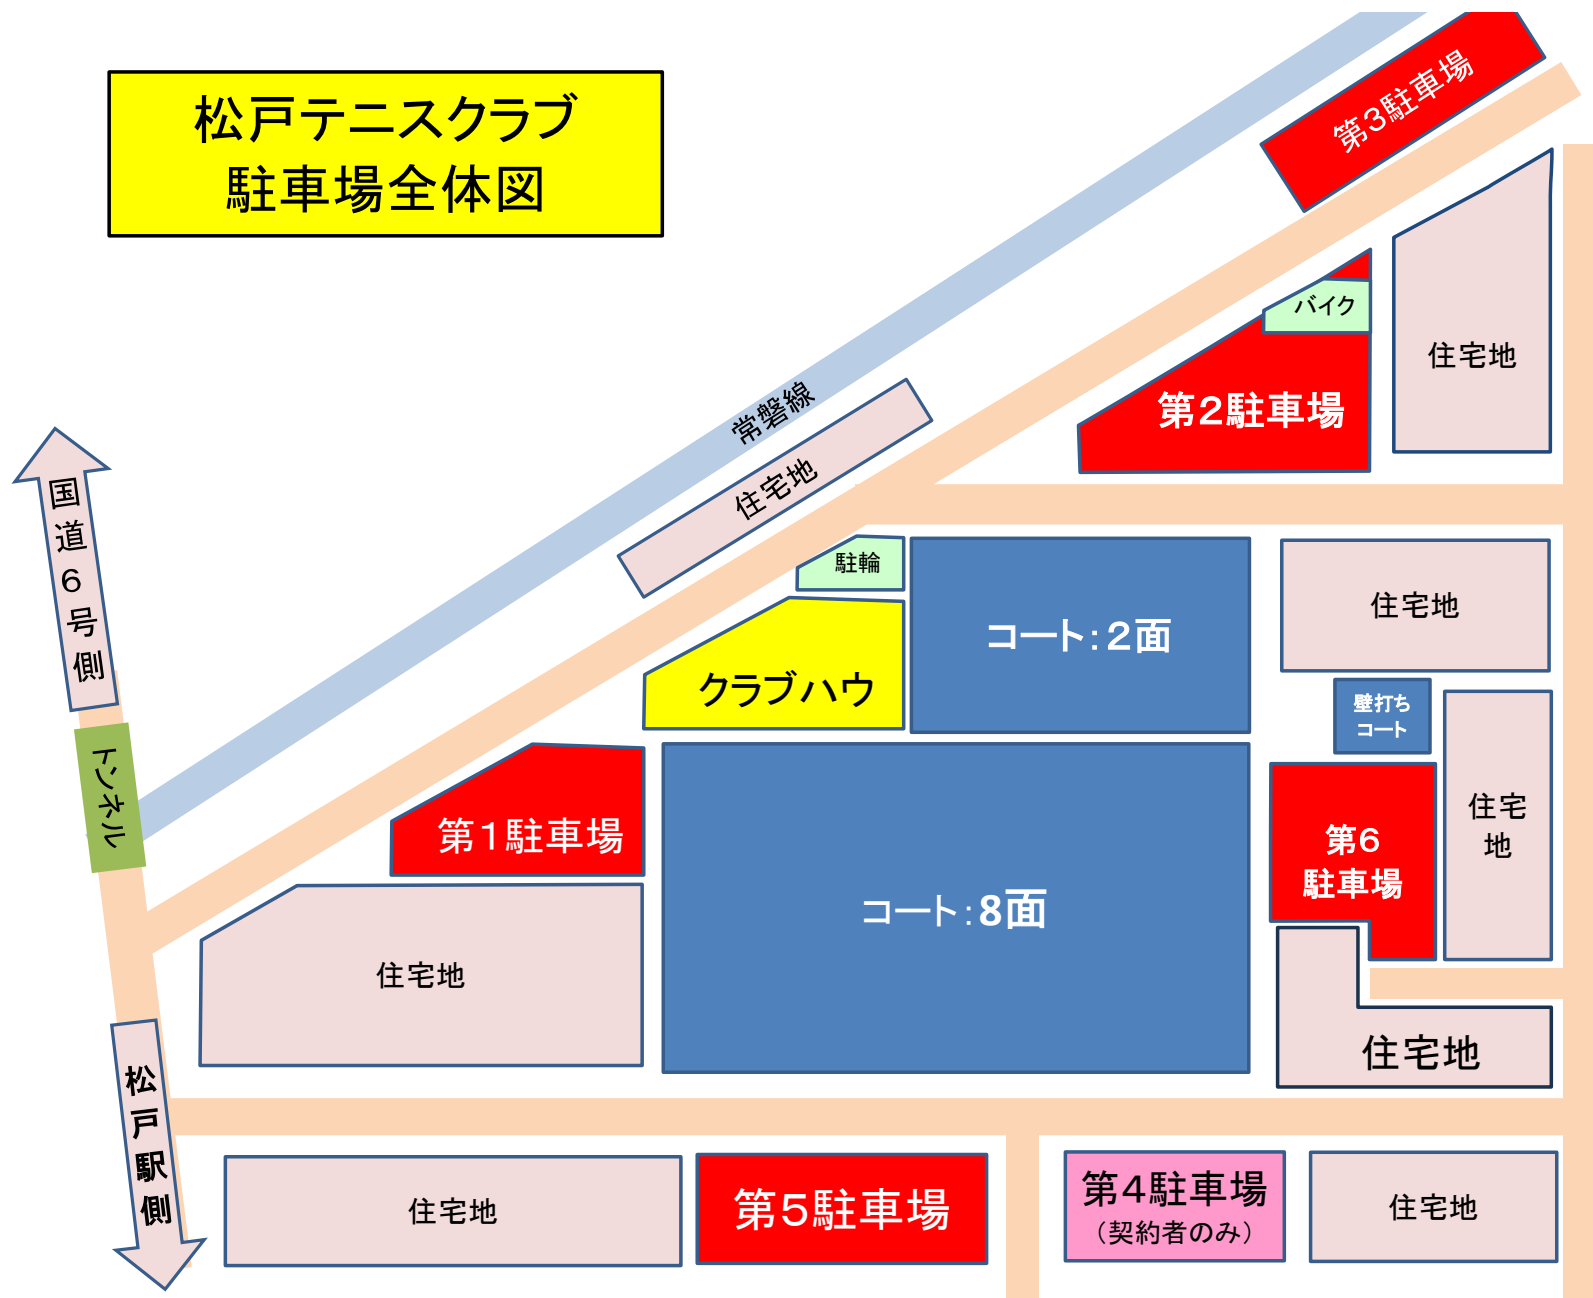 松戸テニスクラブ
駐車場全体図
第3駐車場
バイク
住宅地
第2駐車場
常磐線
住宅地
国道6号側
駐輪
コート：2面
住宅地
クラブハウ
壁打ち
コート
トンネル
第1駐車場
住宅
地
第6
駐車場
コート：8面
住宅地
住宅地
松戸駅側
住宅地
第5駐車場
第4駐車場
（契約者のみ）
住宅地